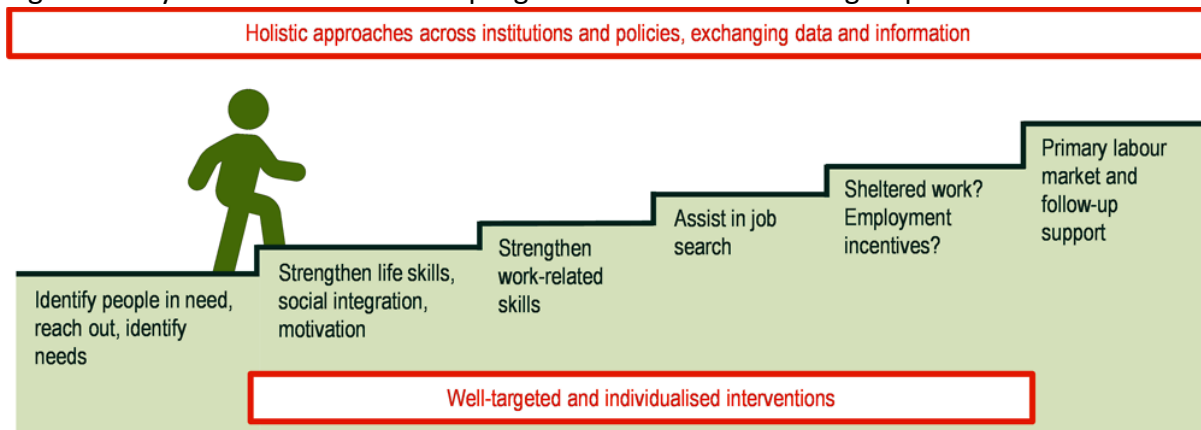 Holistic approaches across institutions and policies, exchanging data and information
Identify people in need,
reach out, identify
needs
Strengthen life skills,
social integration,
motivation
Strengthen
work-related
skills
Assist in job
search
Sheltered work?
Employment
incentives?
Primary labour
market and
follow-up
support
Well-targeted and individualised interventions